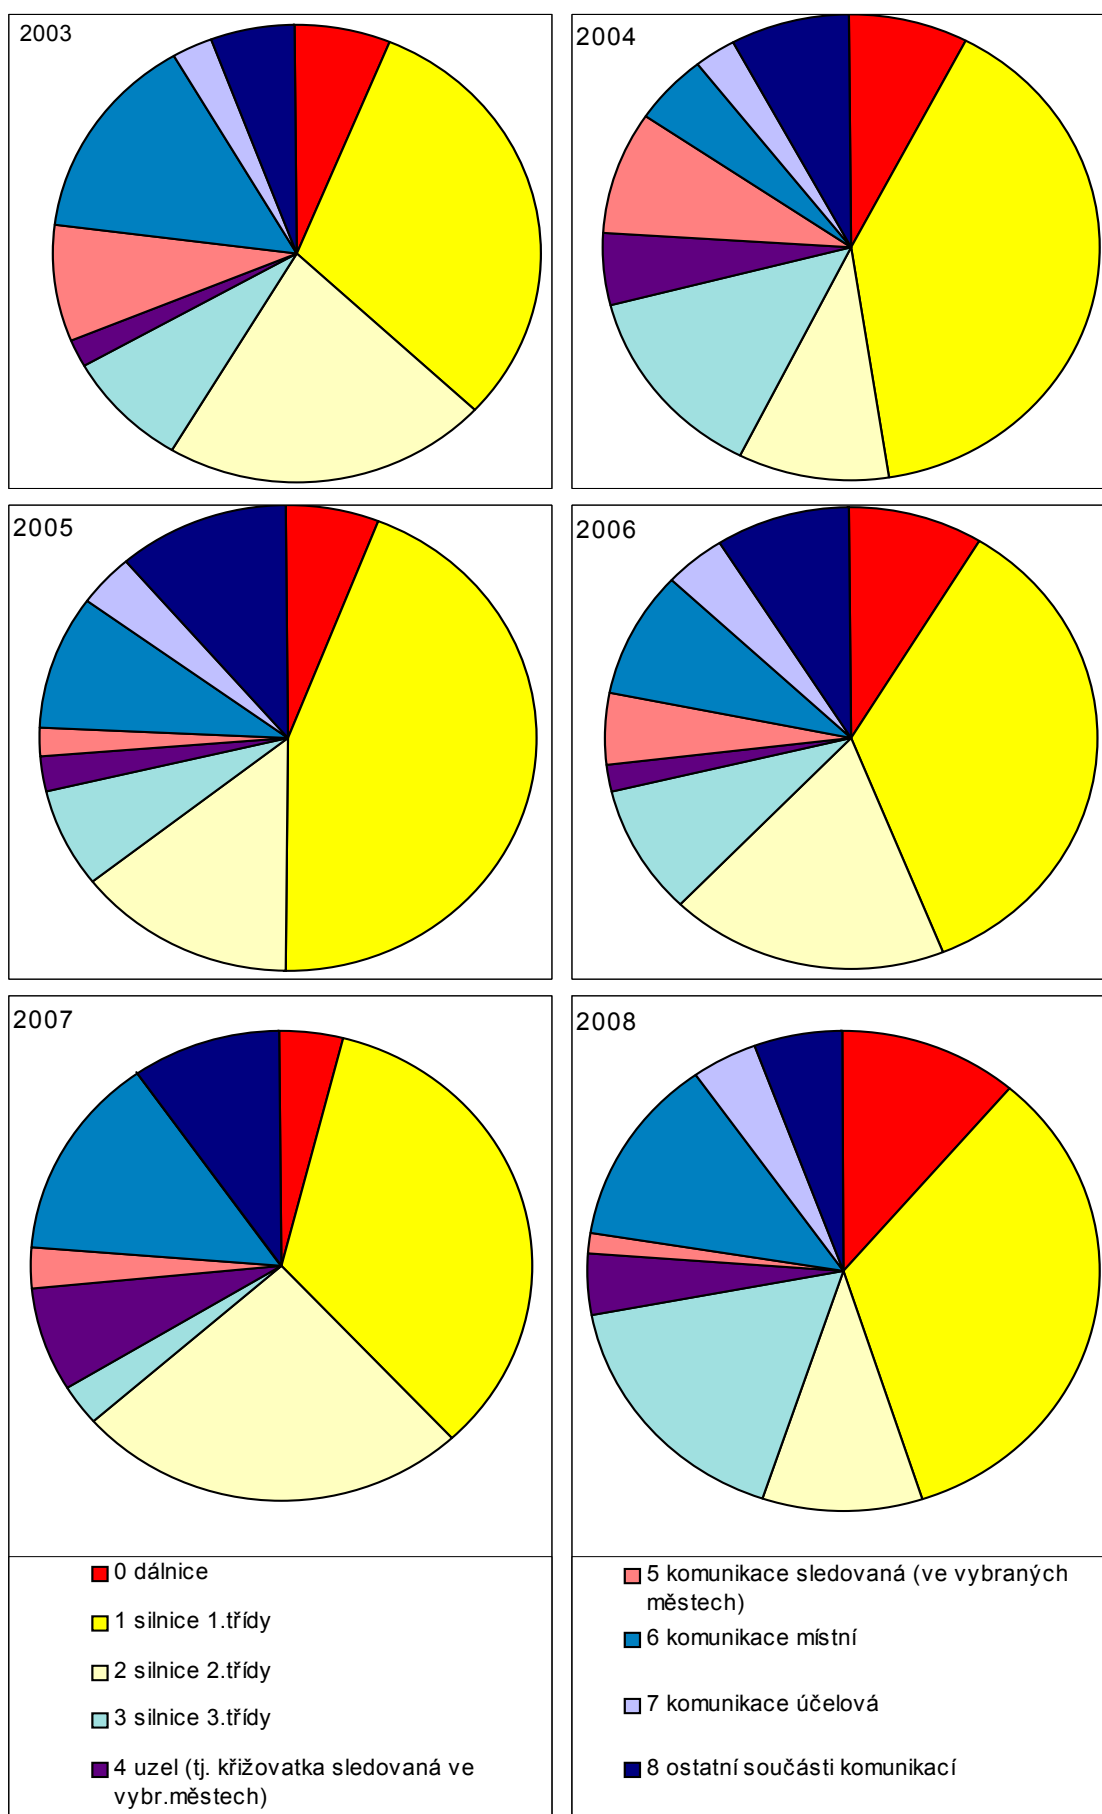 2003
2004
2005
2006
2007
2008
0 dálnice
1 silnice 1.třídy
2 silnice 2.třídy
3 silnice 3.třídy
4 uzel (tj. křižovatka sledovaná ve
vybr.městech)
5 komunikace sledovaná (ve vybraných
městech)
6 komunikace místní
7 komunikace účelová
8 ostatní součásti komunikací